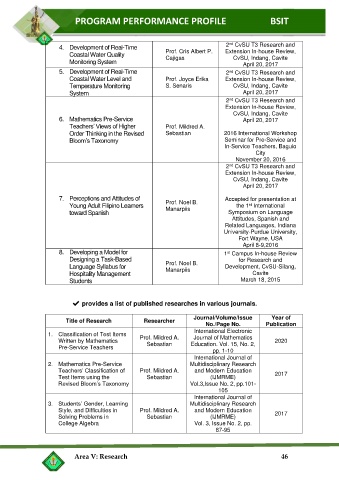 PROGRAM PERFORMANCE PROFILE BSIT
4. Development of Real-Time
Coastal Water Quality
Monitoring System
Prof. Cris Albert P.
Cajigas
2nd CvSU T3 Research and
Extension In-house Review,
CvSU, Indang, Cavite
April 20, 2017
5. Development of Real-Time
Coastal Water Level and
Temperature Monitoring
System
Prof. Joyce Erika
S. Senaris
2nd CvSU T3 Research and
Extension In-house Review,
CvSU, Indang, Cavite
April 20, 2017
6. Mathematics Pre-Service
Teachers' Views of Higher
Order Thinking in the Revised
Bloom's Taxonomy
Prof. Mildred A.
Sebastian
2nd CvSU T3 Research and
Extension In-house Review,
CvSU, Indang, Cavite
April 20, 2017
2016 International Workshop
Seminar for Pre-Service and
In-Service Teachers, Baguio
City
November 20, 2016
7. Perceptions and Attitudes of
Young Adult Filipino Learners
toward Spanish
Prof. Noel B.
Manarpiis
2nd CvSU T3 Research and
Extension In-house Review,
CvSU, Indang, Cavite
April 20, 2017
Accepted for presentation at
the 1st International
Symposium on Language
Attitudes, Spanish and
Related Languages, Indiana
University-Purdue University,
Fort Wayne, USA
April 8-9,2016
8. Developing a Model for
Designing a Task-Based
Language Syllabus for
Hospitality Management
Students
Prof. Noel B.
Manarpiis
1st Campus In-house Review
for Research and
Development, CvSU-Silang,
Cavite
March 18, 2015
✔ provides a list of published researches in various journals.
Title of Research Researcher Journal/Volume/Issue
No./Page No. Year of
Publication
1. Classification of Test Items
Written by Mathematics
Pre-Service Teachers
Prof. Mildred A.
Sebastian
International Electronic
Journal of Mathematics
Education. Vol. 15, No. 2,
pp. 1-10
2020
2. Mathematics Pre-Service
Teachers' Classification of
Test Items using the
Revised Bloom's Taxonomy
Prof. Mildred A.
Sebastian
International Journal of
Multidisciplinary Research
and Modern Education
(IJMRME)
Vol.3,Issue No, 2, pp.101-
105
2017
3. Students' Gender, Learning
Style, and Difficulties in
Solving Problems in
College Algebra
Prof. Mildred A.
Sebastian
International Journal of
Multidisciplinary Research
and Modern Education
(IJMRME)
Vol. 3, Issue No. 2, pp.
87-95
2017
Area V: Research 46